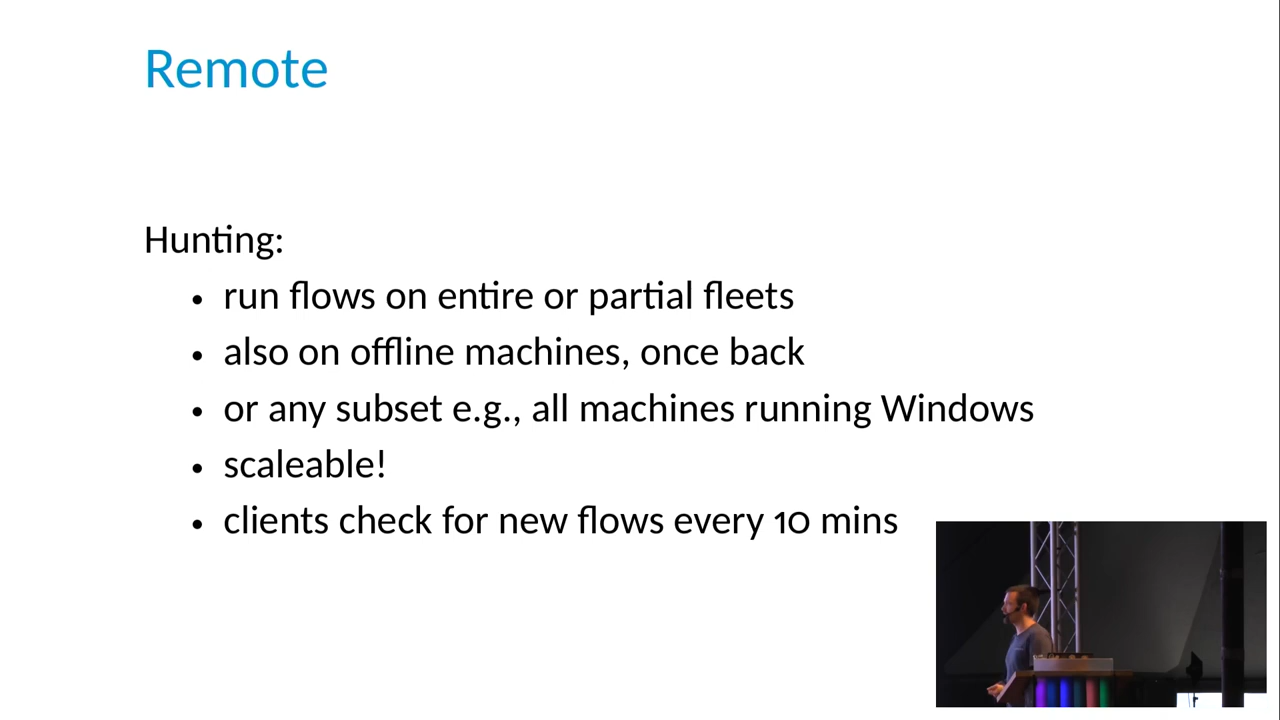 Remote
Hunting:
• run flows on entire or partial fleets
• also on offline machines, once back
• or any subset e.g., all machines running Windows
• scaleable!
• clients check for new flows every 10 mins